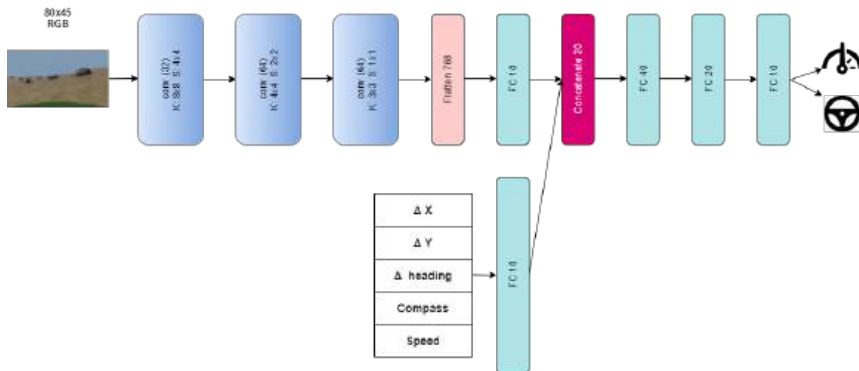 80x45
RGB
conv (32)
K: 8x8 S: 4x4
conv (64)
K: 4x4 S: 2x2
conv (64)
K: 3x3 S: 1x1
Flatten 768
FC 10
Concatenate 20
FC 40
FC 20
FC 10
Δ X
Δ Y
Δ heading
Compass
Speed
FC 10